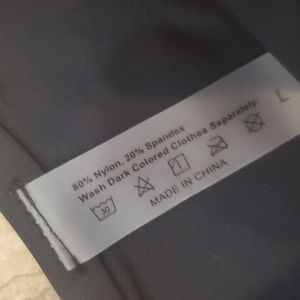 80% Nylon, 20% Spandex
Wash Dark Colored Clothes Separately.
30
MADE IN CHINA
L